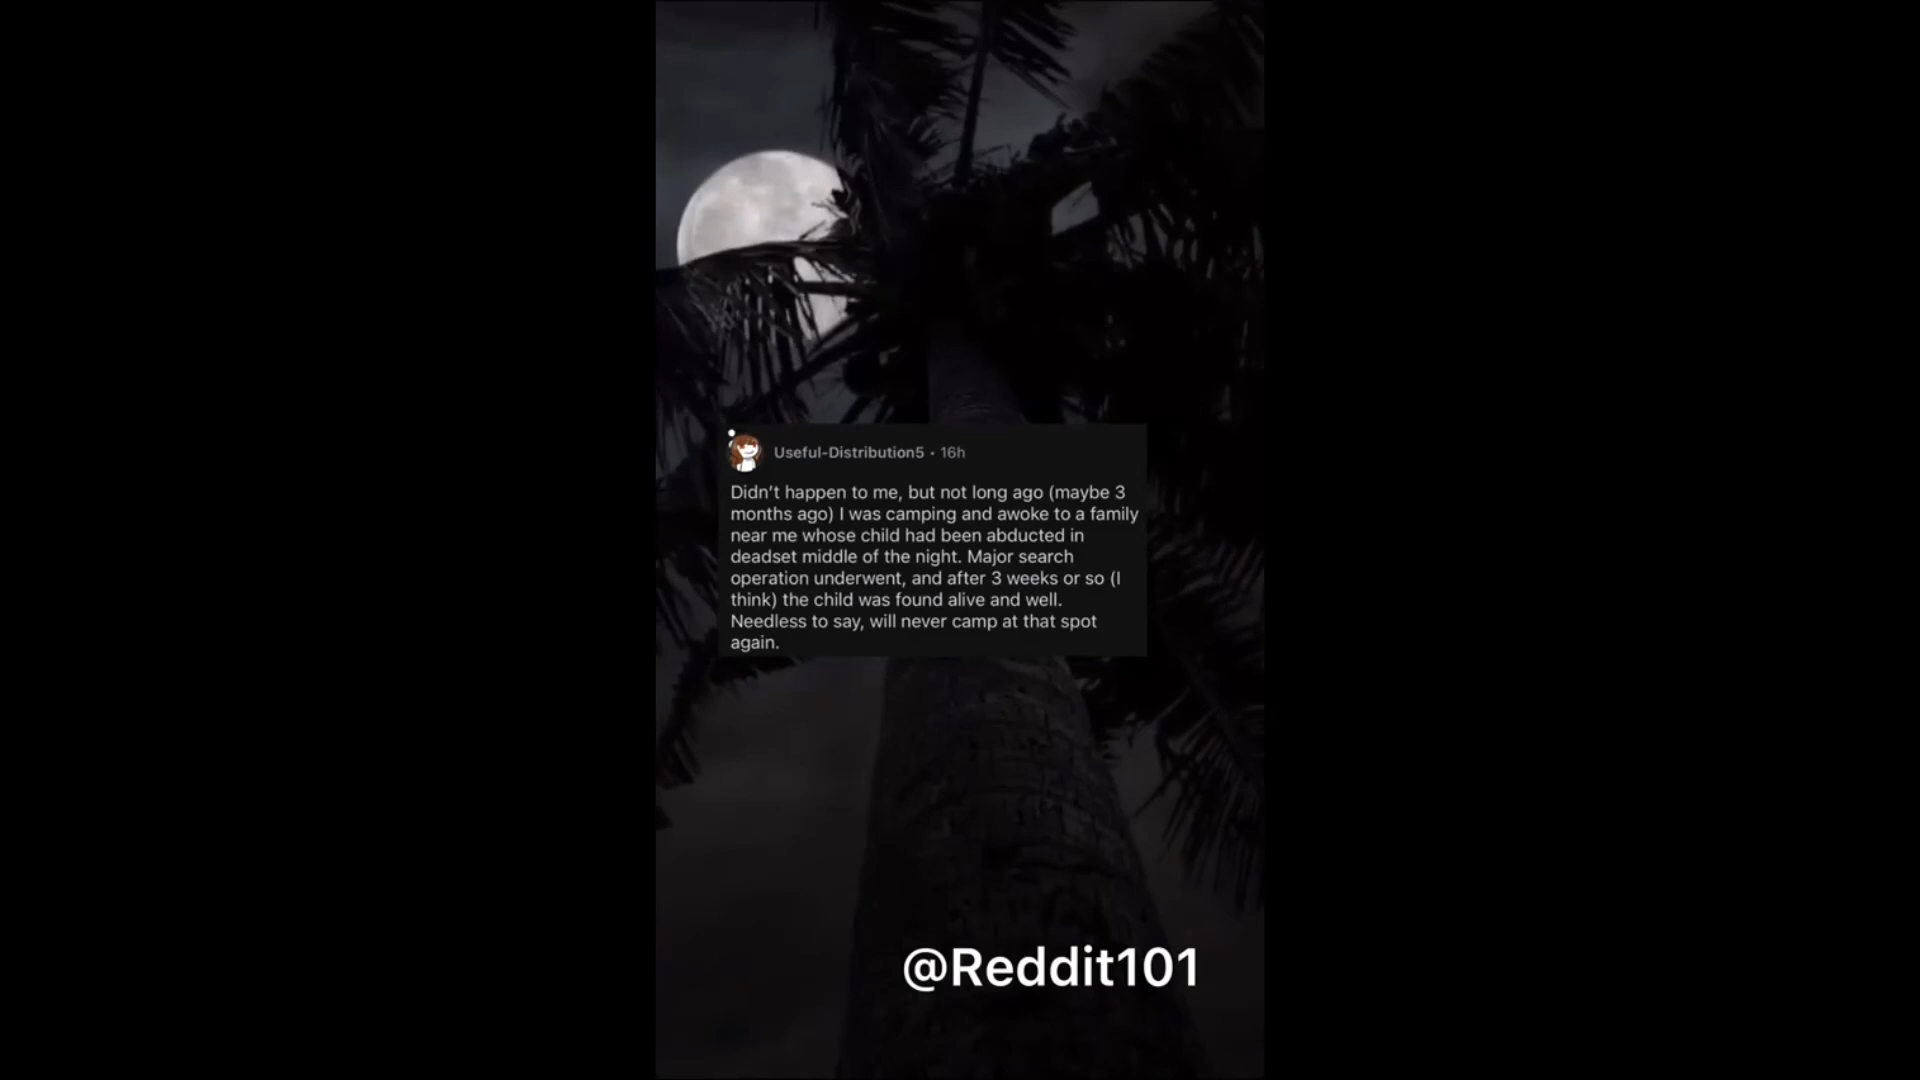 Useful-Distribution5 • 16h
Didn't happen to me, but not long ago (maybe 3
months ago) I was camping and awoke to a family
near me whose child had been abducted in
deadset middle of the night. Major search
operation underwent, and after 3 weeks or so (I
think) the child was found alive and well.
Needless to say, will never camp at that spot
again.
@Reddit101